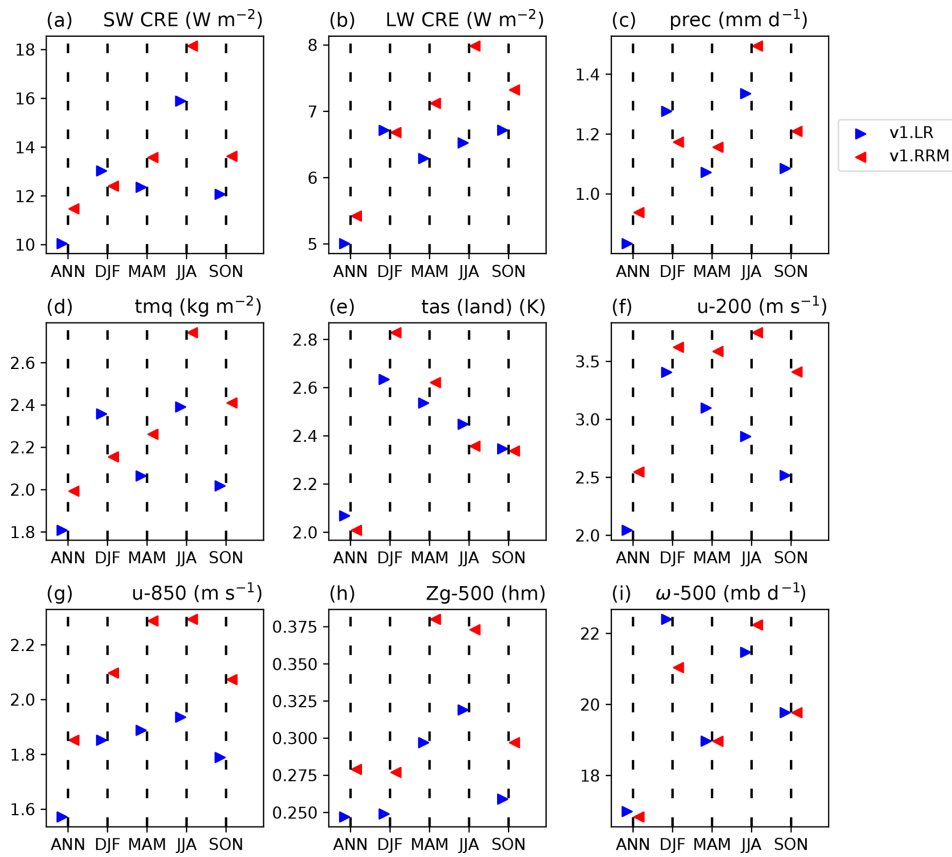 (a) SW CRE (W m⁻²)
18
16
14
12
10
ANN DJF MAM JJA SON
(b) LW CRE (W m⁻²)
8
7
6
5
ANN DJF MAM JJA SON
(c) prec (mm d⁻¹)
1.4
1.2
1.0
ANN DJF MAM JJA SON
v1.LR
v1.RRM
(d) tmq (kg m⁻²)
2.6
2.4
2.2
2.0
1.8
ANN DJF MAM JJA SON
(e) tas (land) (K)
2.8
2.6
2.4
2.2
2.0
ANN DJF MAM JJA SON
(f) u-200 (m s⁻¹)
3.5
3.0
2.5
2.0
ANN DJF MAM JJA SON
(g) u-850 (m s⁻¹)
2.2
2.0
1.8
1.6
ANN DJF MAM JJA SON
(h) Zg-500 (hm)
0.375
0.350
0.325
0.300
0.275
0.250
ANN DJF MAM JJA SON
(i) ω-500 (mb d⁻¹)
22
20
18
ANN DJF MAM JJA SON